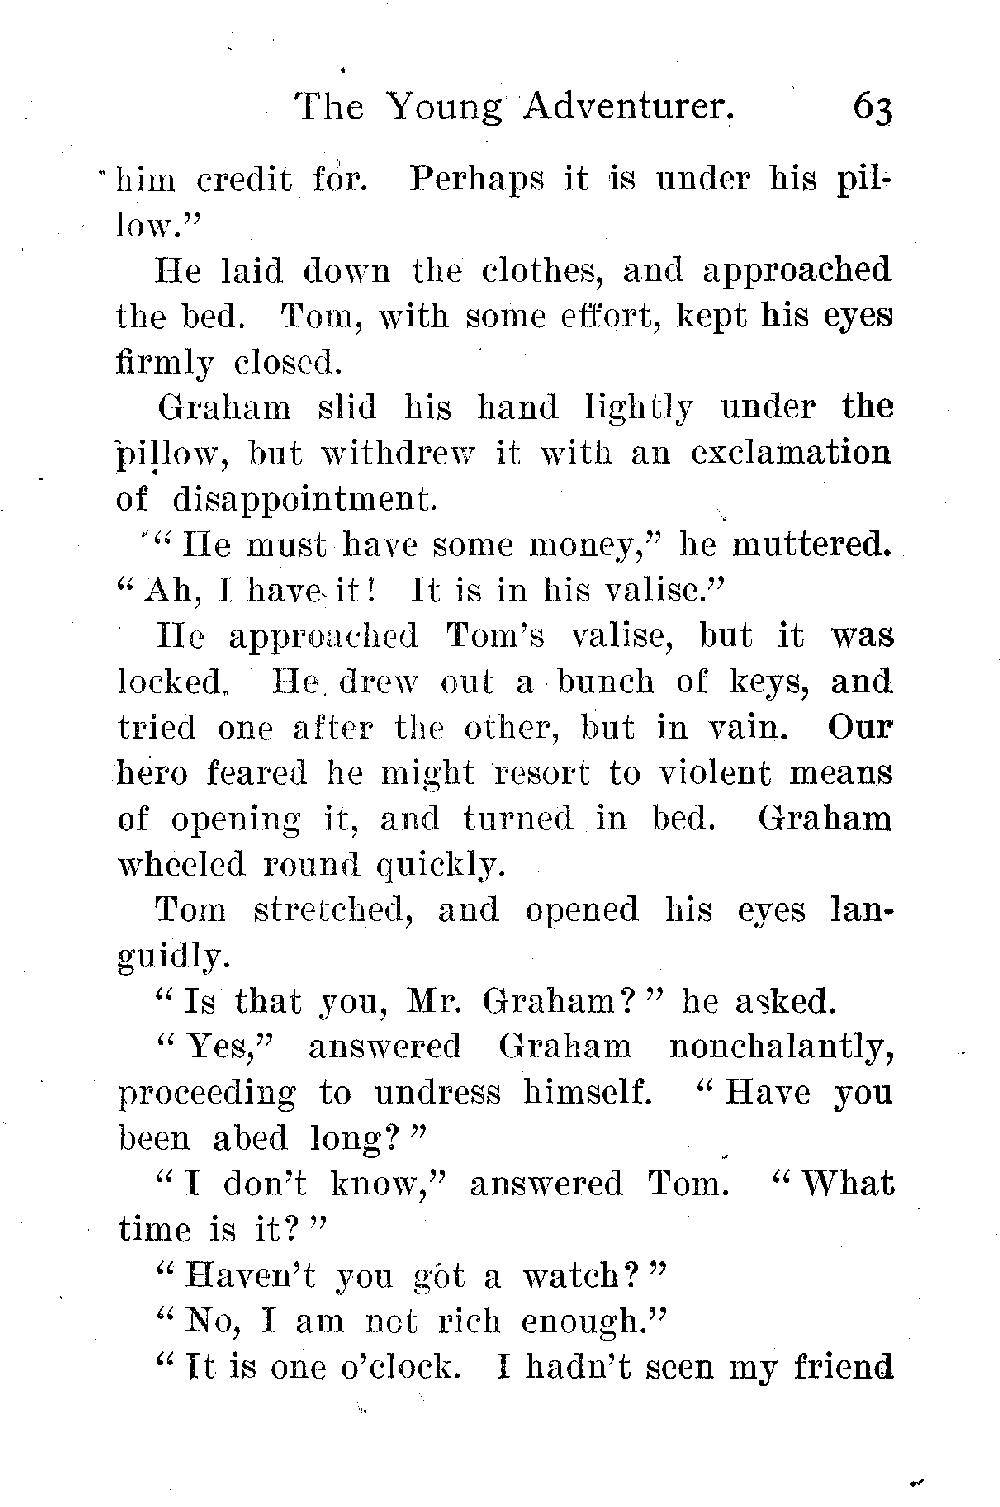 The Young Adventurer. 63
him credit for. Perhaps it is under his pil-
low."
He laid down the clothes, and approached
the bed. Tom, with some effort, kept his eyes
firmly closed.
Graham slid his hand lightly under the
pillow, but withdrew it with an exclamation
of disappointment.
"He must have some money," he muttered.
"Ah, I have it! It is in his valise."
He approached Tom's valise, but it was
locked. He drew out a bunch of keys, and
tried one after the other, but in vain. Our
hero feared he might resort to violent means
of opening it, and turned in bed. Graham
wheeled round quickly.
Tom stretched, and opened his eyes lan-
guidly.
"Is that you, Mr. Graham?" he asked.
"Yes," answered Graham nonchalantly,
proceeding to undress himself. "Have you
been abed long?"
"I don't know," answered Tom. "What
time is it?"
"Haven't you got a watch?"
"No, I am not rich enough."
"It is one o'clock. I hadn't seen my friend